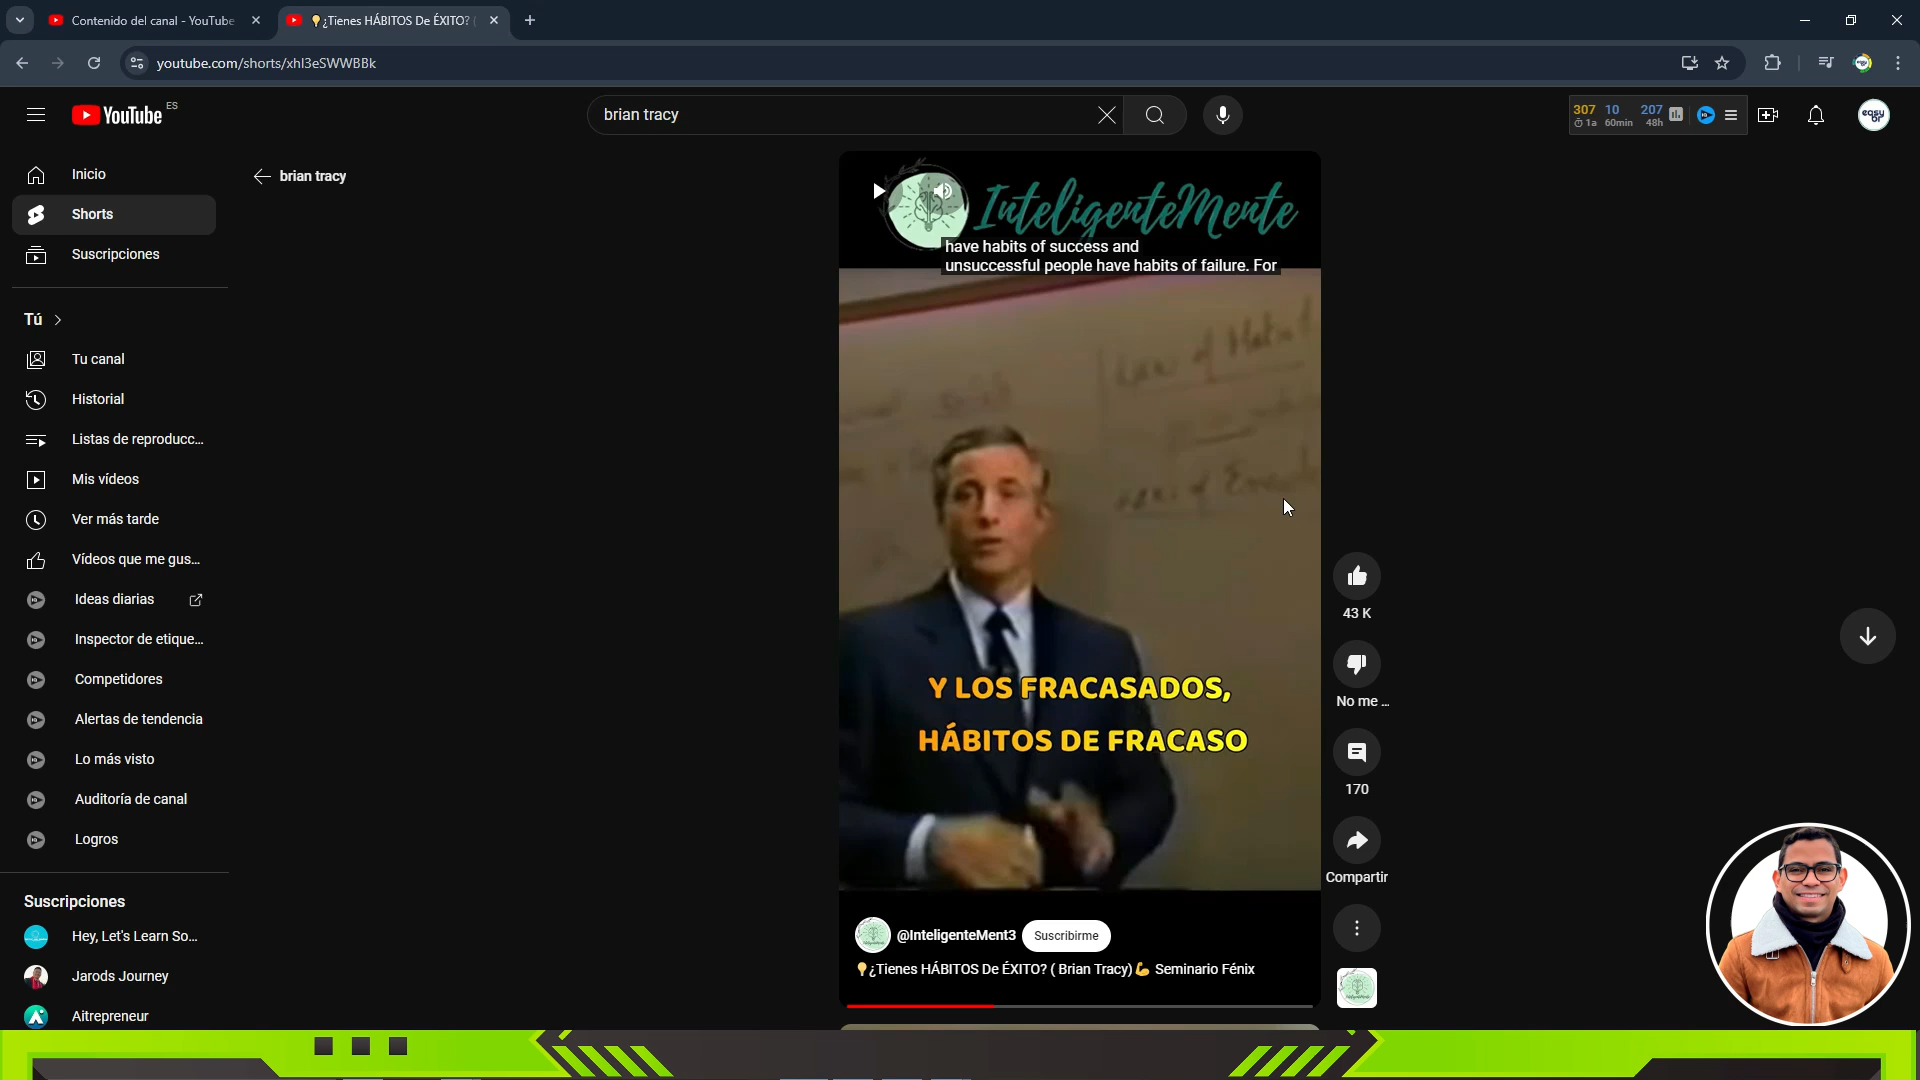 Contenido del canal - YouTube
¿Tienes HÁBITOS De ÉXITO? (
youtube.com/shorts/xhl3eSWWBBk
YouTube ES
brian tracy
307 10 207
1a 60min 48h
easy
Inicio
Shorts
Suscripciones
Tú
Tu canal
Historial
Listas de reproducc...
Mis vídeos
Ver más tarde
Vídeos que me gus...
Ideas diarias
Inspector de etique...
Competidores
Alertas de tendencia
Lo más visto
Auditoría de canal
Logros
Suscripciones
Hey, Let's Learn So...
Jarods Journey
Aitrepreneur
brian tracy
InteligenteMente
have habits of success and
unsuccessful people have habits of failure. For
Y LOS FRACASADOS,
HÁBITOS DE FRACASO
@InteligenteMent3 Suscribirme
¿Tienes HÁBITOS De ÉXITO? ( Brian Tracy) Seminario Fénix
43 K
No me ...
170
Compartir